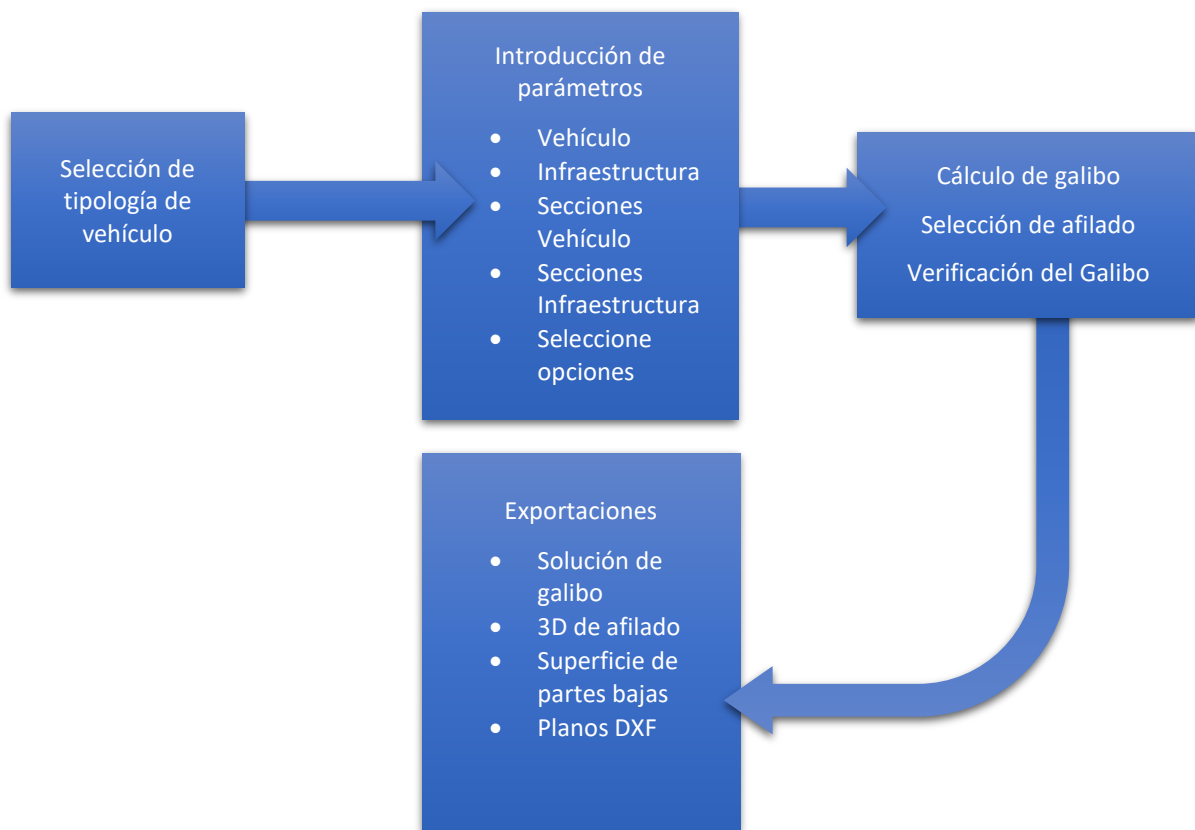 Selección de
tipología de
vehículo
Introducción de
parámetros
• Vehículo
• Infraestructura
• Secciones
Vehículo
• Secciones
Infraestructura
• Seleccione
opciones
Cálculo de galibo
Selección de afilado
Verificación del Galibo
Exportaciones
• Solución de
galibo
• 3D de afilado
• Superficie de
partes bajas
• Planos DXF